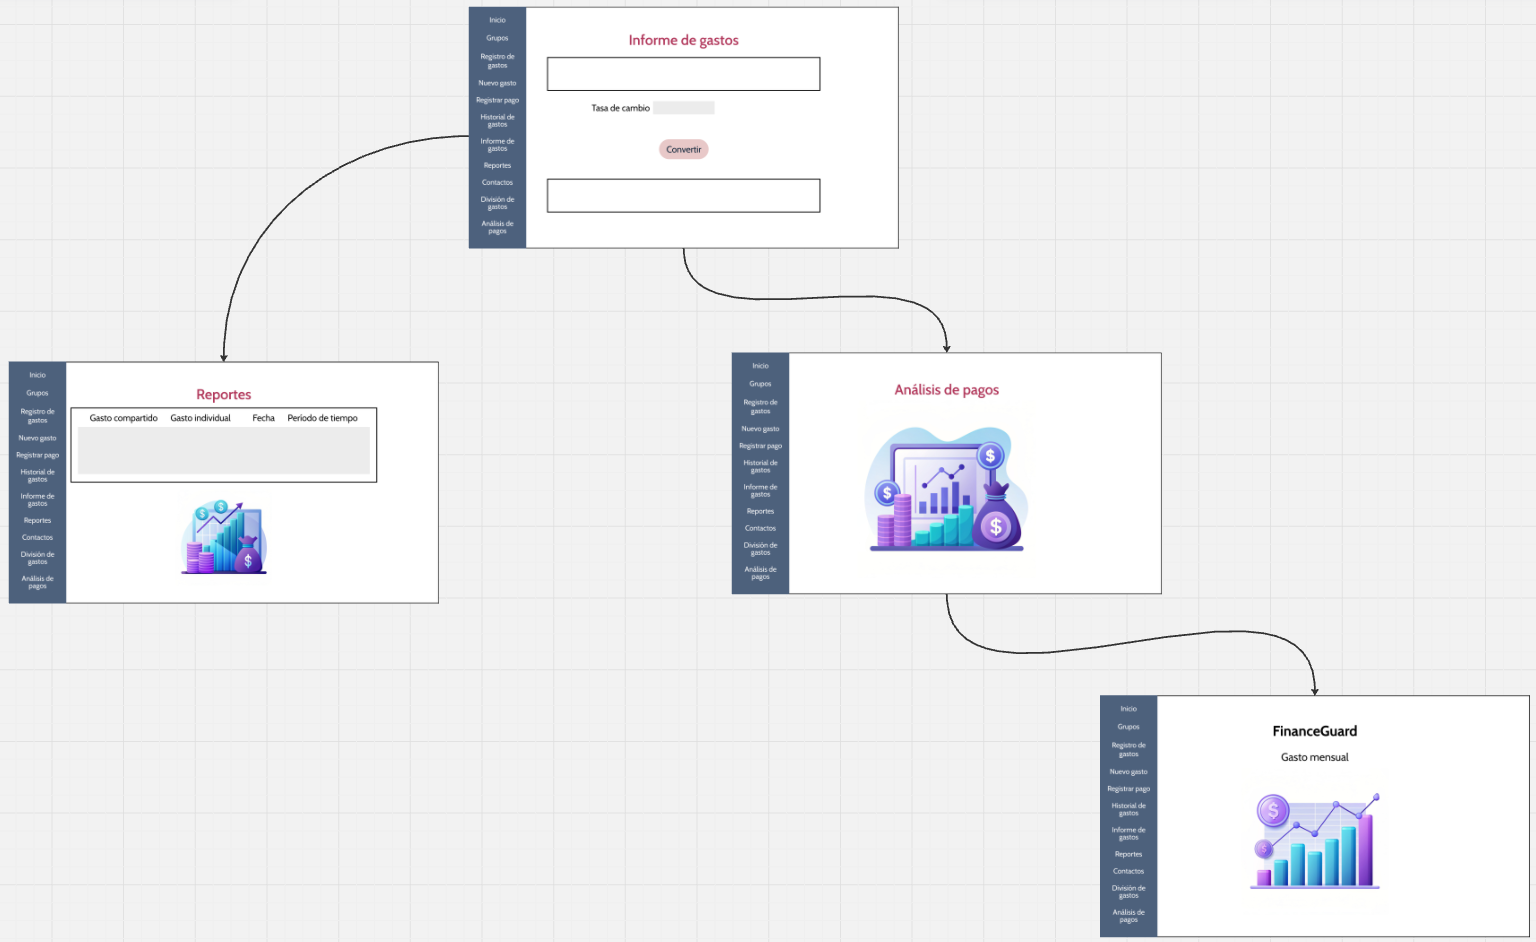 Inicio
Grupos
Registro de
gastos
Nuevo gasto
Registrar pago
Historial de
gastos
Informe de
gastos
Reportes
Contactos
División de
gastos
Análisis de
pagos
Informe de gastos
Tasa de cambio
Convertir
Inicio
Grupos
Registro de
gastos
Nuevo gasto
Registrar pago
Historial de
gastos
Informe de
gastos
Reportes
Contactos
División de
gastos
Análisis de
pagos
Reportes
Gasto compartido Gasto individual Fecha Período de tiempo
$ $
$
Inicio
Grupos
Registro de
gastos
Nuevo gasto
Registrar pago
Historial de
gastos
Informe de
gastos
Reportes
Contactos
División de
gastos
Análisis de
pagos
Análisis de pagos
$
$
$
Inicio
Grupos
Registro de
gastos
Nuevo gasto
Registrar pago
Historial de
gastos
Informe de
gastos
Reportes
Contactos
División de
gastos
Análisis de
pagos
FinanceGuard
Gasto mensual
$
$